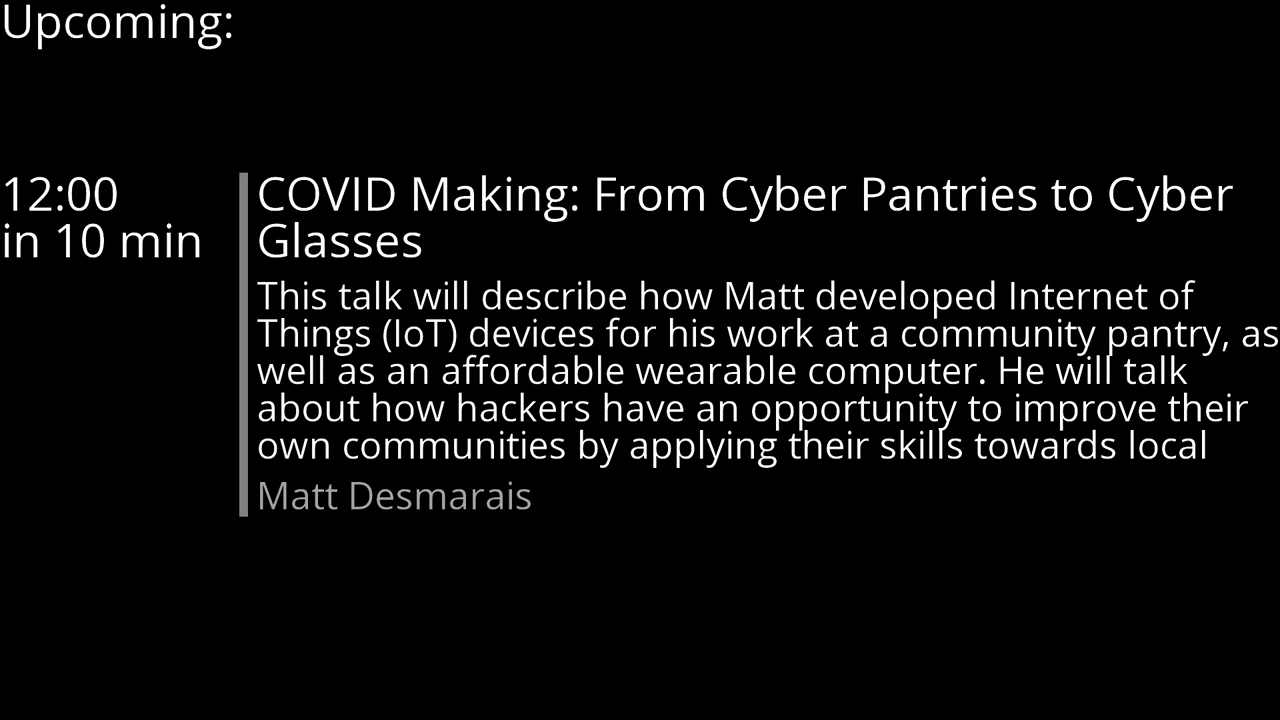 Upcoming:
12:00
in 10 min
COVID Making: From Cyber Pantries to Cyber
Glasses
This talk will describe how Matt developed Internet of
Things (IoT) devices for his work at a community pantry, as
well as an affordable wearable computer. He will talk
about how hackers have an opportunity to improve their
own communities by applying their skills towards local
Matt Desmarais